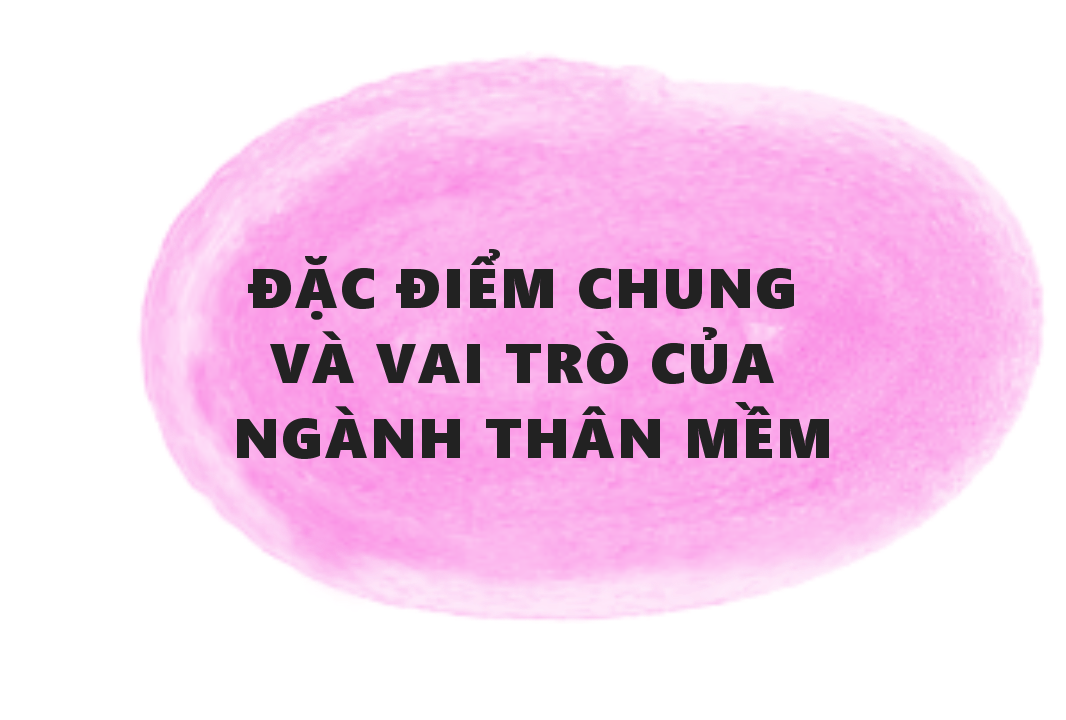 ĐẶC ĐIỂM CHUNG
VÀ VAI TRÒ CỦA
NGÀNH THÂN MỀM